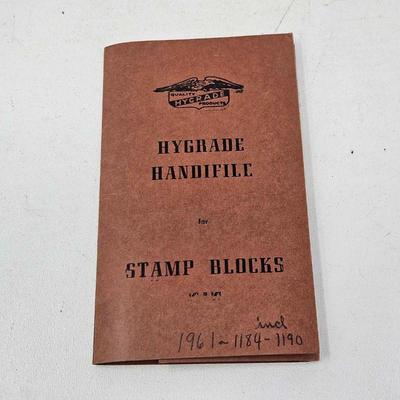 QUALITY
HYGRADE
PRODUCTS
HYGRADE
HANDIFILE
for
STAMP BLOCKS
incl
1961 - 1184-1190